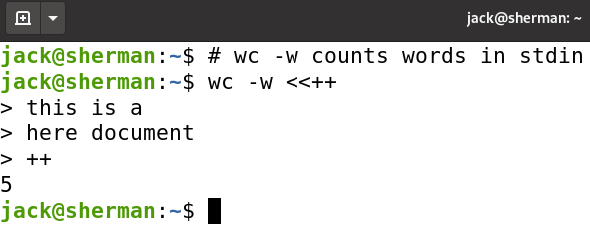 jack@sherman: ~
jack@sherman:~$ # wc -w counts words in stdin
jack@sherman:~$ wc -w <<++
> this is a
> here document
> ++
5
jack@sherman:~$